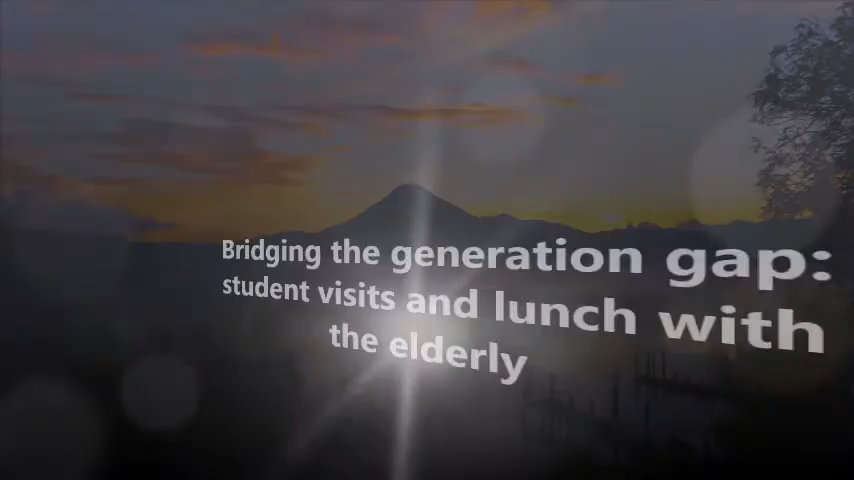 Bridging the generation gap:
student visits and lunch with
the elderly